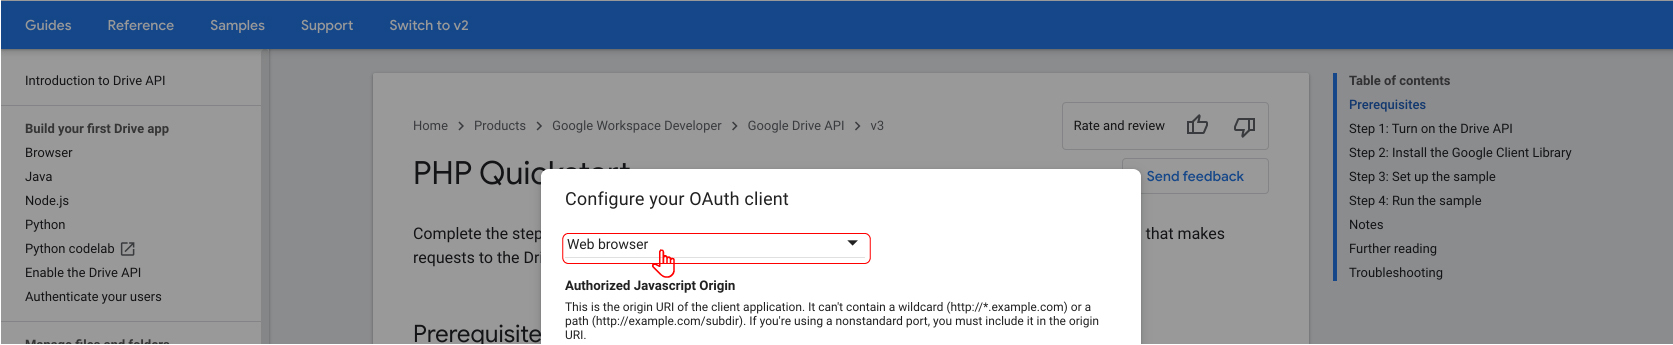 Guides Reference Samples Support Switch to v2
Introduction to Drive API
Build your first Drive app
Browser
Java
Node.js
Python
Python codelab
Enable the Drive API
Authenticate your users
Manage files and folders
Home > Products > Google Workspace Developer > Google Drive API > v3
Rate and review
PHP Quickstart
Send feedback
Complete the step
that makes
requests to the Dri
Prerequisite
Configure your OAuth client
Web browser
Authorized Javascript Origin
This is the origin URI of the client application. It can't contain a wildcard (http://*.example.com) or a
path (http://example.com/subdir). If you're using a nonstandard port, you must include it in the origin
URI.
Table of contents
Prerequisites
Step 1: Turn on the Drive API
Step 2: Install the Google Client Library
Step 3: Set up the sample
Step 4: Run the sample
Notes
Further reading
Troubleshooting